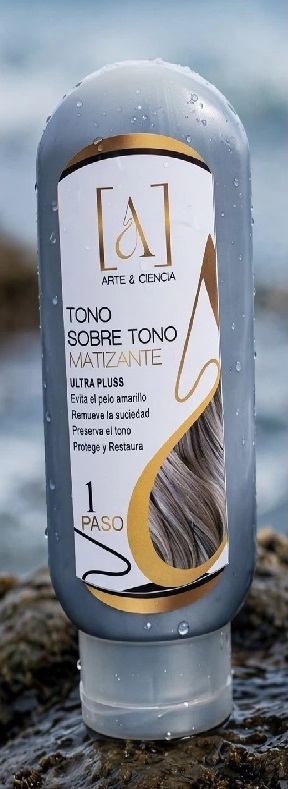 [A]
ARTE & CIENCIA
TONO
SOBRE TONO
MATIZANTE
ULTRA PLUSS
Evita el pelo amarillo
Remueve la suciedad
Preserva el tono
Protege y Restaura
1
PASO